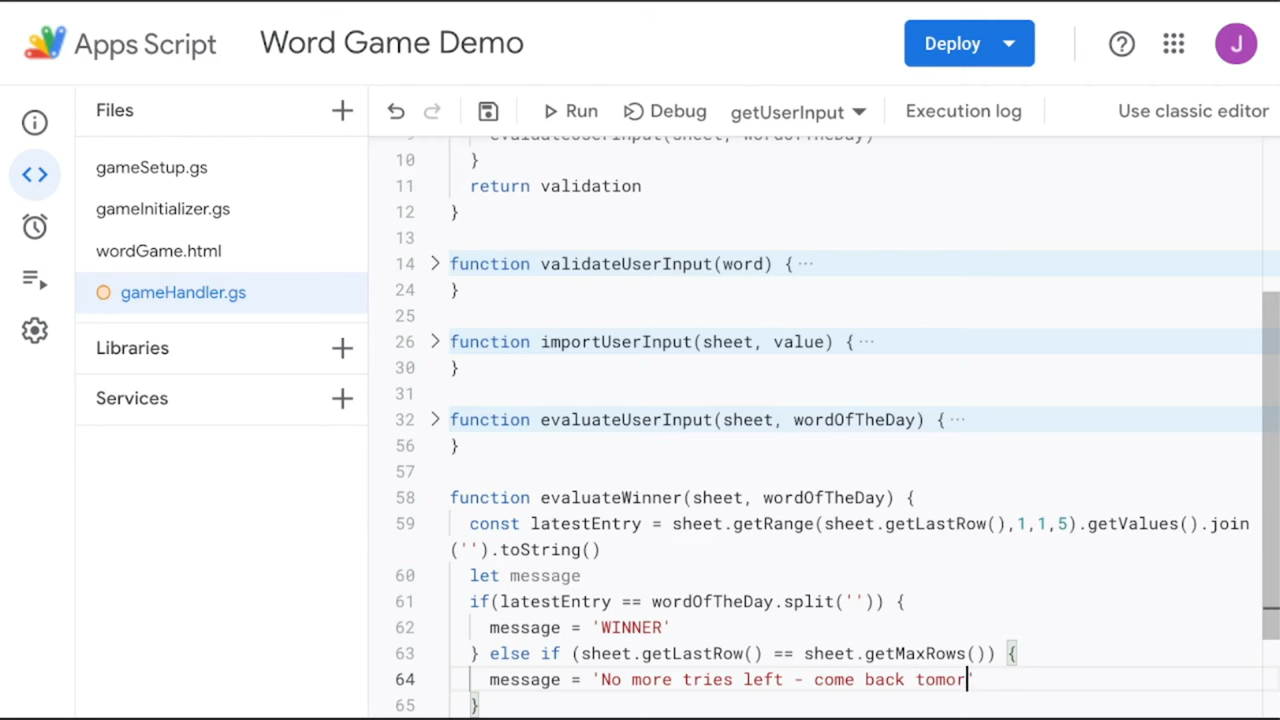 Apps Script
Word Game Demo
Deploy
J
Files
Run
Debug
getUserInput
Execution log
Use classic editor
gameSetup.gs
gameInitializer.gs
wordGame.html
gameHandler.gs
Libraries
Services
9 evaluateUserInput(sheet, wordOfTheDay)
10 }
11 return validation
12 }
13
14 function validateUserInput(word) {···
24 }
25
26 function importUserInput(sheet, value) {···
30 }
31
32 function evaluateUserInput(sheet, wordOfTheDay) {···
56 }
57
58 function evaluateWinner(sheet, wordOfTheDay) {
59 const latestEntry = sheet.getRange(sheet.getLastRow(),1,1,5).getValues().join
('').toString()
60 let message
61 if(latestEntry == wordOfTheDay.split('')) {
62 message = 'WINNER'
63 } else if (sheet.getLastRow() == sheet.getMaxRows()) {
64 message = 'No more tries left - come back tomor'
65 }